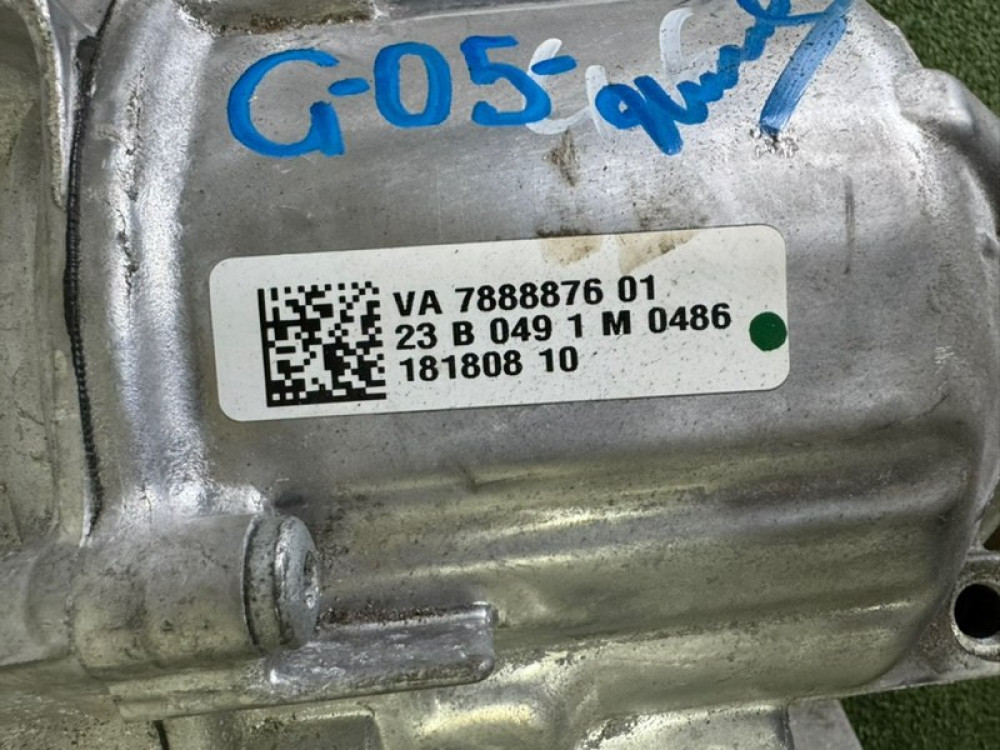 G-05-
VA 7888876 01
23 B 049 1 M 0486
181808 10